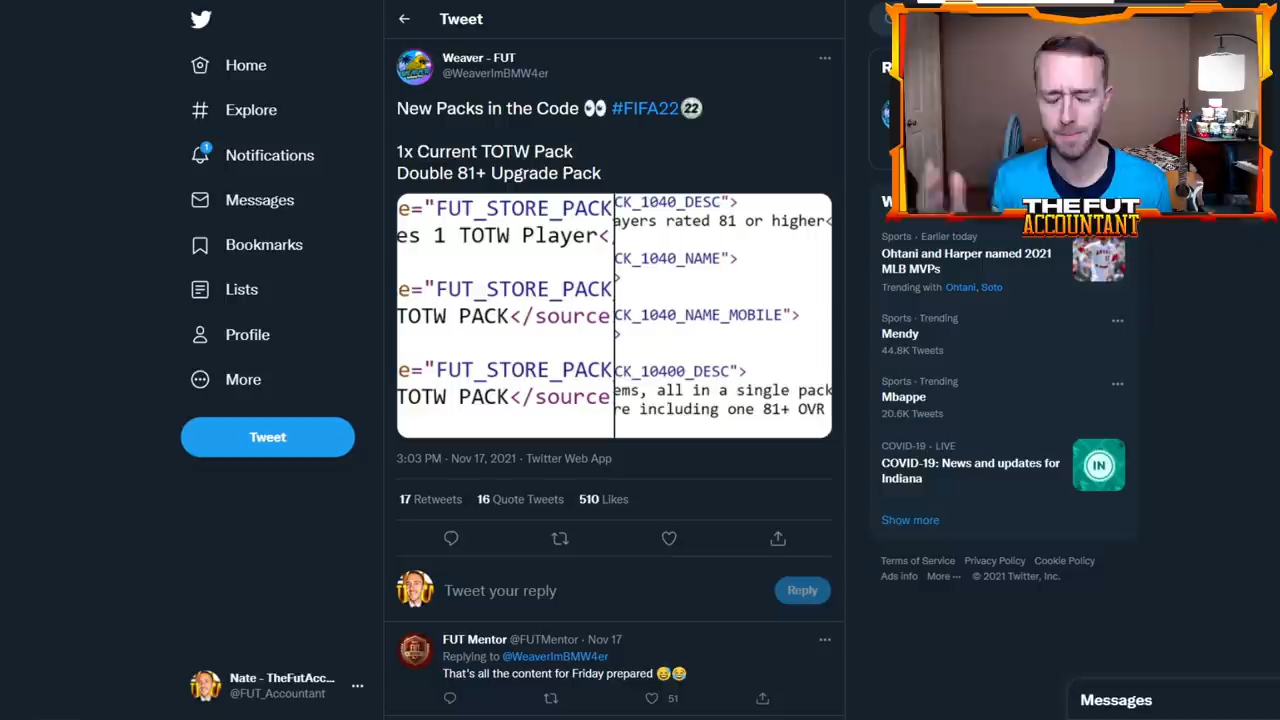 Home
Explore
1
Notifications
Messages
Bookmarks
Lists
Profile
More
Tweet
Nate - TheFutAcc...
@FUT_Accountant
Tweet
Weaver - FUT
@WeaverImBMW4er
New Packs in the Code 👀 #FIFA22
1x Current TOTW Pack
Double 81+ Upgrade Pack
e="FUT_STORE_PACK
es 1 TOTW Player<
e="FUT_STORE_PACK
TOTW PACK</source
e="FUT_STORE_PACK
TOTW PACK</source
CK_1040_DESC">
ayers rated 81 or higher<
CK_1040_NAME">
>
CK_1040_NAME_MOBILE">
>
CK_10400_DESC">
ems, all in a single pack
re including one 81+ OVR
3:03 PM · Nov 17, 2021 · Twitter Web App
17 Retweets 16 Quote Tweets 510 Likes
Tweet your reply
Reply
FUT Mentor @FUTMentor · Nov 17
Replying to @WeaverImBMW4er
That's all the content for Friday prepared 😅😂
51
THE FUT
ACCOUNTANT
Sports · Earlier today
Ohtani and Harper named 2021
MLB MVPs
Trending with Ohtani, Soto
Sports · Trending
Mendy
44.8K Tweets
Sports · Trending
Mbappe
20.6K Tweets
COVID-19 · LIVE
COVID-19: News and updates for
Indiana
IN
Show more
Terms of Service Privacy Policy Cookie Policy
Ads info More ··· © 2021 Twitter, Inc.
Messages